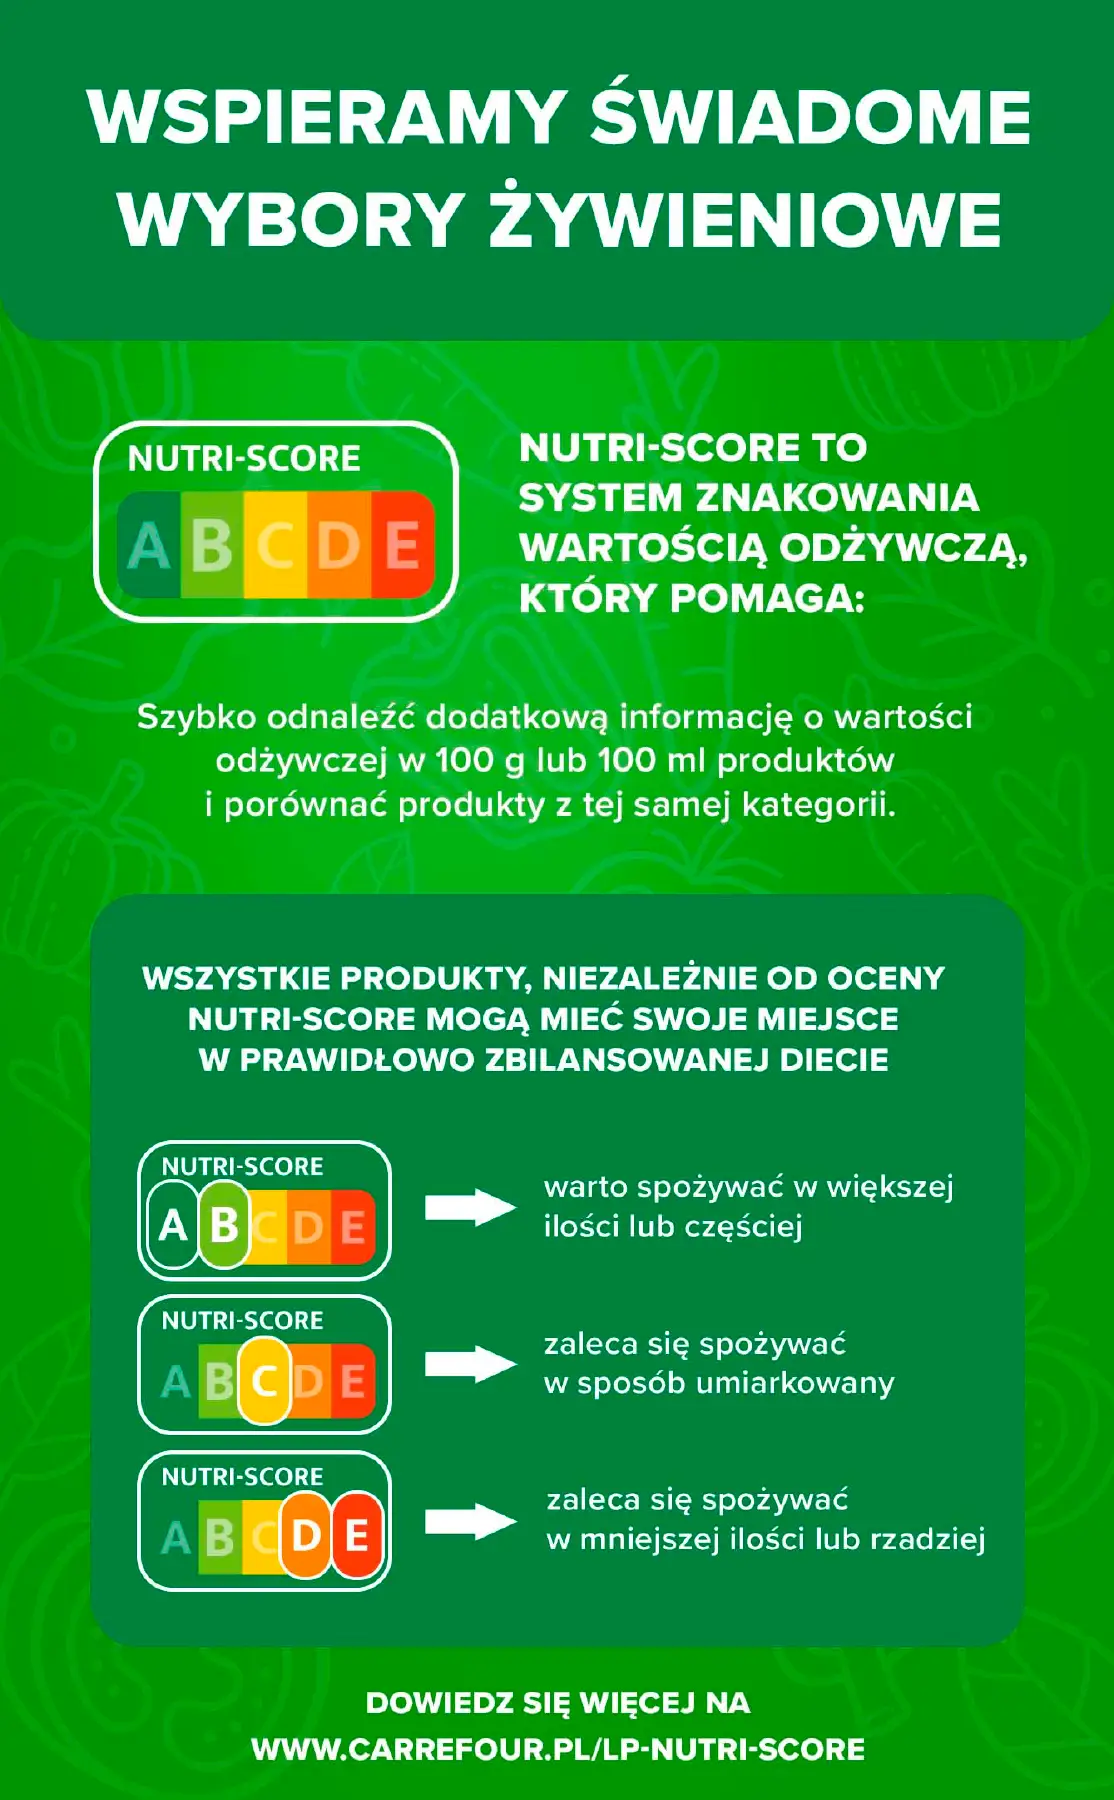 WSPIERAMY ŚWIADOME
WYBORY ŻYWIENIOWE
NUTRI-SCORE
A B C D E
NUTRI-SCORE TO
SYSTEM ZNAKOWANIA
WARTOŚCIĄ ODŻYWCZĄ,
KTÓRY POMAGA:
Szybko odnaleźć dodatkową informację o wartości
odżywczej w 100 g lub 100 ml produktów
i porównać produkty z tej samej kategorii.
WSZYSTKIE PRODUKTY, NIEZALEŻNIE OD OCENY
NUTRI-SCORE MOGĄ MIEĆ SWOJE MIEJSCE
W PRAWIDŁOWO ZBILANSOWANEJ DIECIE
NUTRI-SCORE
A B C D E
warto spożywać w większej
ilości lub częściej
NUTRI-SCORE
A B C D E
zaleca się spożywać
w sposób umiarkowany
NUTRI-SCORE
A B C D E
zaleca się spożywać
w mniejszej ilości lub rzadziej
DOWIEDZ SIĘ WIĘCEJ NA
WWW.CARREFOUR.PL/LP-NUTRI-SCORE